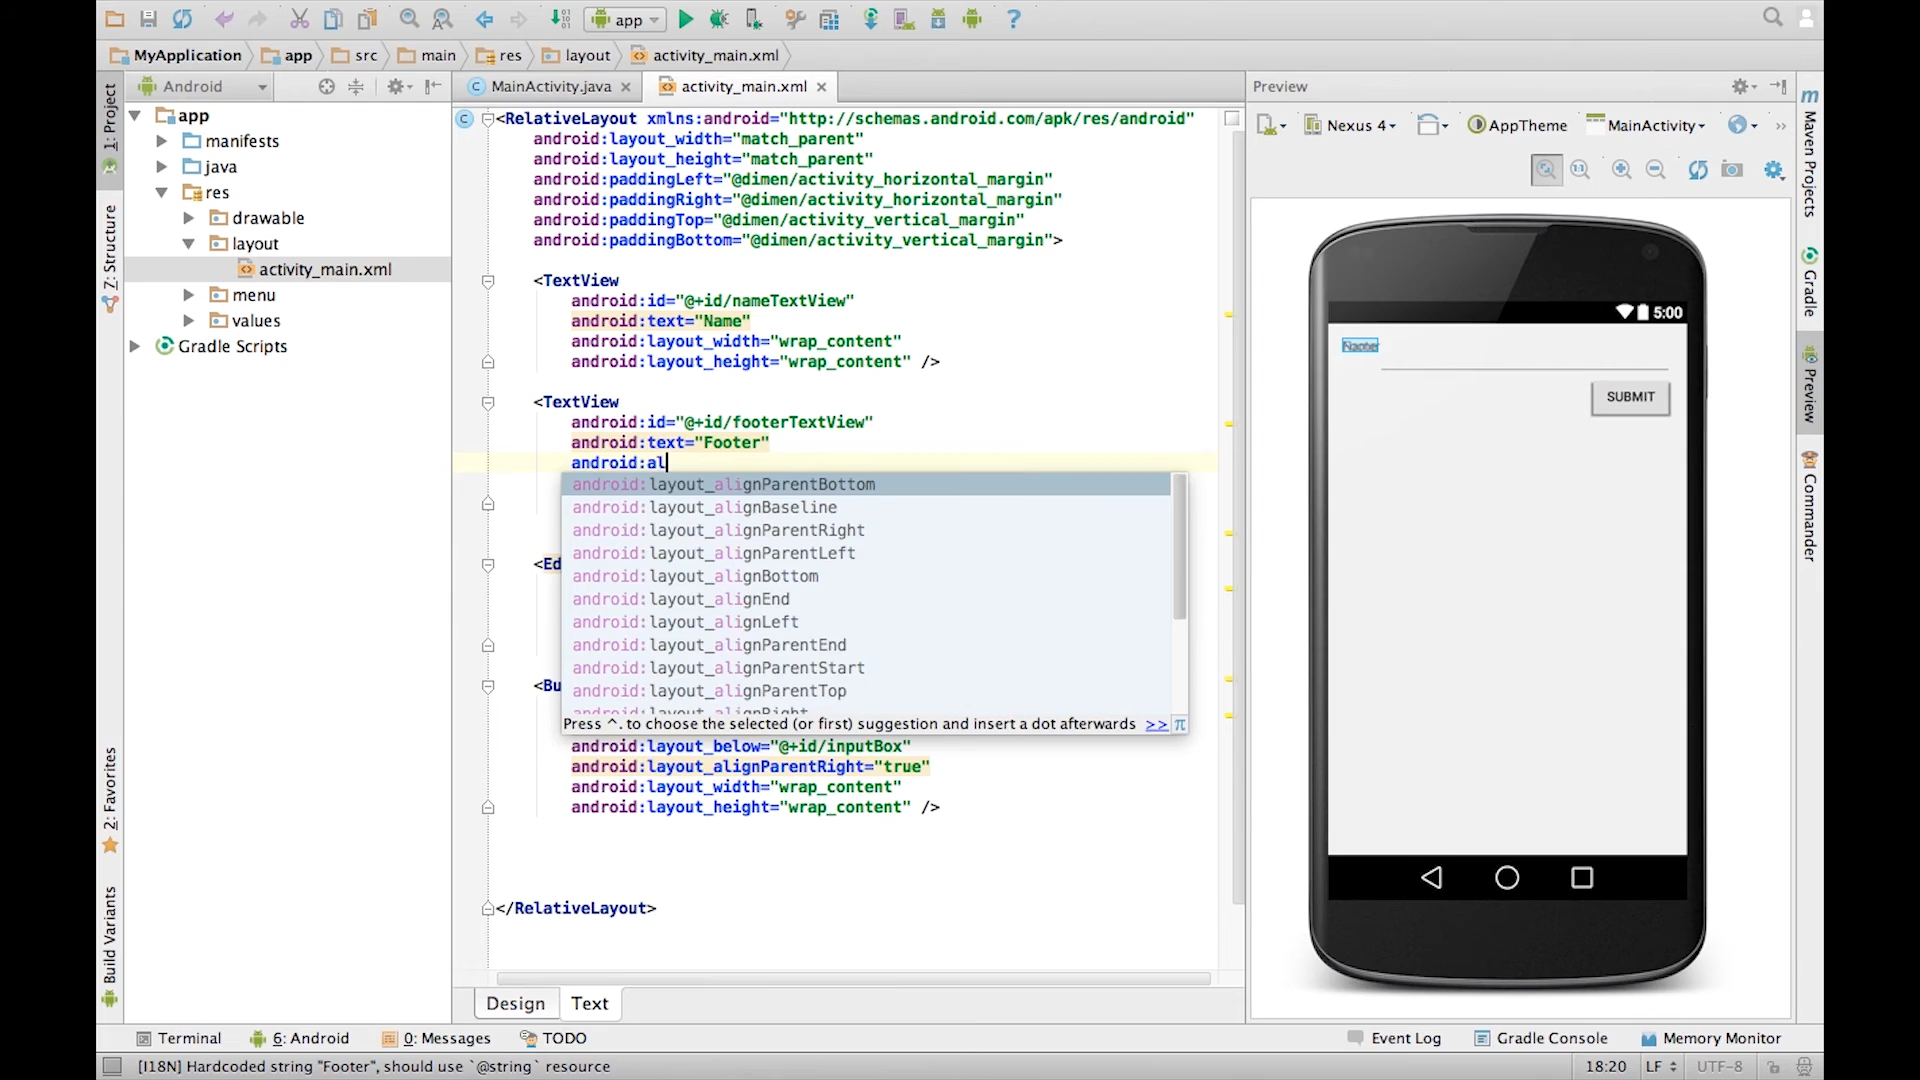 app
MyApplication
app
src
main
res
layout
activity_main.xml
1: Project
7: Structure
2: Favorites
Build Variants
Android
app
manifests
java
res
drawable
layout
activity_main.xml
menu
values
Gradle Scripts
MainActivity.java
activity_main.xml
<RelativeLayout xmlns:android="http://schemas.android.com/apk/res/android"
android:layout_width="match_parent"
android:layout_height="match_parent"
android:paddingLeft="@dimen/activity_horizontal_margin"
android:paddingRight="@dimen/activity_horizontal_margin"
android:paddingTop="@dimen/activity_vertical_margin"
android:paddingBottom="@dimen/activity_vertical_margin">
<TextView
android:id="@+id/nameTextView"
android:text="Name"
android:layout_width="wrap_content"
android:layout_height="wrap_content" />
<TextView
android:id="@+id/footerTextView"
android:text="Footer"
android:al
android:layout_alignParentBottom
android:layout_alignBaseline
android:layout_alignParentRight
android:layout_alignParentLeft
<Ed
android:layout_alignBottom
android:layout_alignEnd
android:layout_alignLeft
android:layout_alignParentEnd
android:layout_alignParentStart
<Bu
android:layout_alignParentTop
android:layout_alignRight
Press ^. to choose the selected (or first) suggestion and insert a dot afterwards >> π
android:layout_below="@+id/inputBox"
android:layout_alignParentRight="true"
android:layout_width="wrap_content"
android:layout_height="wrap_content" />
</RelativeLayout>
Design
Text
Preview
Nexus 4
AppTheme
MainActivity
5:00
SUBMIT
Maven Projects
Gradle
Preview
Commander
Terminal
6: Android
0: Messages
TODO
Event Log
Gradle Console
Memory Monitor
[I18N] Hardcoded string "Footer", should use `@string` resource
18:20
LF
UTF-8